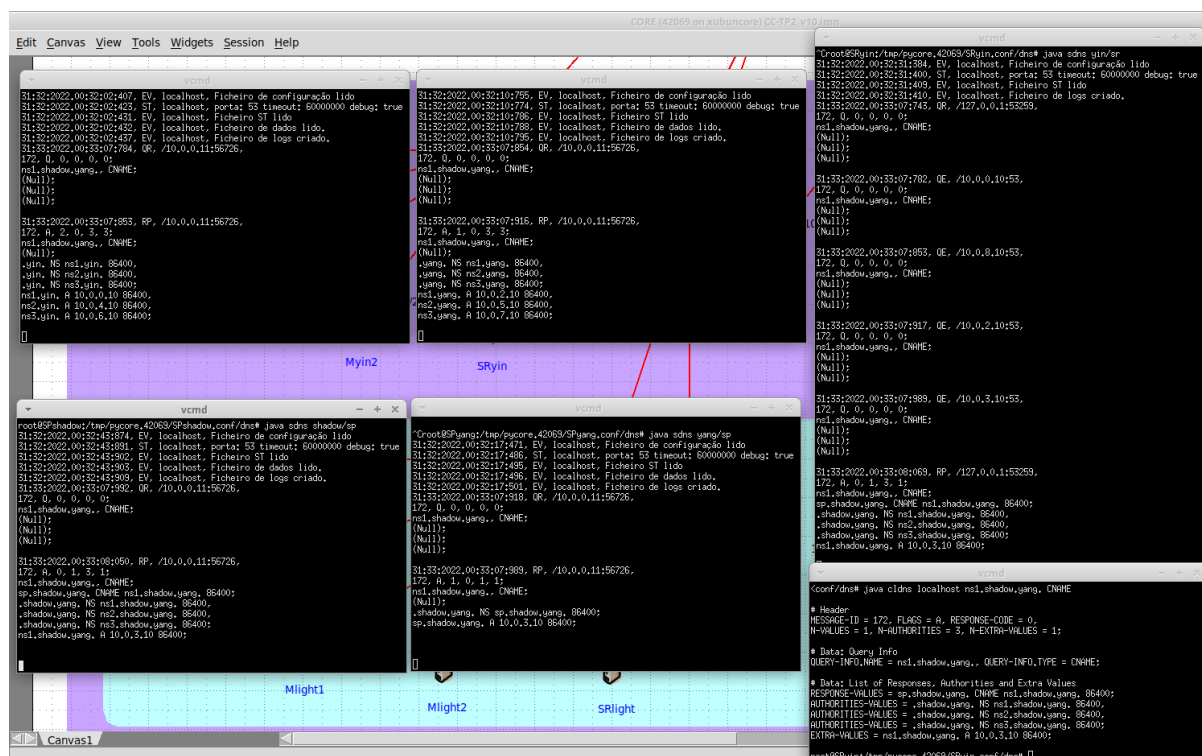 CORE (42069 on xubuncore) CC-TP2_v10.imn
Edit Canvas View Tools Widgets Session Help
vcmd
31:32:2022.00:32:02:407, EV, localhost, Ficheiro de configuração lido
31:32:2022.00:32:02:423, ST, localhost, porta: 53 timeout: 60000000 debug: true
31:32:2022.00:32:02:431, EV, localhost, Ficheiro ST lido
31:32:2022.00:32:02:432, EV, localhost, Ficheiro de dados lido.
31:32:2022.00:32:02:437, EV, localhost, Ficheiro de logs criado.
31:33:2022.00:33:07:784, QR, /10.0.0.11:56726,
172, Q, 0, 0, 0, 0;
ns1.shadow.yang., CNAME;
(Null);
(Null);
(Null);
31:33:2022.00:33:07:853, RP, /10.0.0.11:56726,
172, A, 2, 0, 3, 3;
ns1.shadow.yang., CNAME;
(Null);
.yin. NS ns1.yin. 86400,
.yin. NS ns2.yin. 86400,
.yin. NS ns3.yin. 86400;
ns1.yin. A 10.0.0.10 86400,
ns2.yin. A 10.0.4.10 86400,
ns3.yin. A 10.0.6.10 86400;
vcmd
31:32:2022.00:32:10:755, EV, localhost, Ficheiro de configuração lido
31:32:2022.00:32:10:774, ST, localhost, porta: 53 timeout: 60000000 debug: true
31:32:2022.00:32:10:786, EV, localhost, Ficheiro ST lido
31:32:2022.00:32:10:788, EV, localhost, Ficheiro de dados lido.
31:32:2022.00:32:10:795, EV, localhost, Ficheiro de logs criado.
31:33:2022.00:33:07:854, QR, /10.0.0.11:56726,
172, Q, 0, 0, 0, 0;
ns1.shadow.yang., CNAME;
(Null);
(Null);
(Null);
31:33:2022.00:33:07:916, RP, /10.0.0.11:56726,
172, A, 1, 0, 3, 3;
ns1.shadow.yang., CNAME;
(Null);
.yang. NS ns1.yang. 86400,
.yang. NS ns2.yang. 86400,
.yang. NS ns3.yang. 86400;
ns1.yang. A 10.0.2.10 86400,
ns2.yang. A 10.0.5.10 86400,
ns3.yang. A 10.0.7.10 86400;
vcmd
^Croot@SRyin:/tmp/pycore.42069/SRyin.conf/dns# java sdns yin/sr
31:32:2022.00:32:31:384, EV, localhost, Ficheiro de configuração lido
31:32:2022.00:32:31:400, ST, localhost, porta: 53 timeout: 60000000 debug: true
31:32:2022.00:32:31:409, EV, localhost, Ficheiro ST lido
31:32:2022.00:32:31:410, EV, localhost, Ficheiro de logs criado.
31:33:2022.00:33:07:743, QR, /127.0.0.1:53259,
172, Q, 0, 0, 0, 0;
ns1.shadow.yang., CNAME;
(Null);
(Null);
(Null);
31:33:2022.00:33:07:782, QE, /10.0.0.10:53,
172, Q, 0, 0, 0, 0;
ns1.shadow.yang., CNAME;
(Null);
(Null);
(Null);
31:33:2022.00:33:07:853, QE, /10.0.8.10:53,
172, Q, 0, 0, 0, 0;
ns1.shadow.yang., CNAME;
(Null);
(Null);
(Null);
31:33:2022.00:33:07:917, QE, /10.0.2.10:53,
172, Q, 0, 0, 0, 0;
ns1.shadow.yang., CNAME;
(Null);
(Null);
(Null);
31:33:2022.00:33:07:989, QE, /10.0.3.10:53,
172, Q, 0, 0, 0, 0;
ns1.shadow.yang., CNAME;
(Null);
(Null);
(Null);
31:33:2022.00:33:08:069, RP, /127.0.0.1:53259,
172, A, 0, 1, 3, 1;
ns1.shadow.yang., CNAME;
sp.shadow.yang. CNAME ns1.shadow.yang. 86400;
.shadow.yang. NS ns1.shadow.yang. 86400,
.shadow.yang. NS ns2.shadow.yang. 86400,
.shadow.yang. NS ns3.shadow.yang. 86400;
ns1.shadow.yang. A 10.0.3.10 86400;
Myin2
SRyin
vcmd
root@SPshadow:/tmp/pycore.42069/SPshadow.conf/dns# java sdns shadow/sp
31:32:2022.00:32:43:874, EV, localhost, Ficheiro de configuração lido
31:32:2022.00:32:43:891, ST, localhost, porta: 53 timeout: 60000000 debug: true
31:32:2022.00:32:43:902, EV, localhost, Ficheiro ST lido
31:32:2022.00:32:43:903, EV, localhost, Ficheiro de dados lido.
31:32:2022.00:32:43:909, EV, localhost, Ficheiro de logs criado.
31:33:2022.00:33:07:992, QR, /10.0.0.11:56726,
172, Q, 0, 0, 0, 0;
ns1.shadow.yang., CNAME;
(Null);
(Null);
(Null);
31:33:2022.00:33:08:050, RP, /10.0.0.11:56726,
172, A, 0, 1, 3, 1;
ns1.shadow.yang., CNAME;
sp.shadow.yang. CNAME ns1.shadow.yang. 86400;
.shadow.yang. NS ns1.shadow.yang. 86400,
.shadow.yang. NS ns2.shadow.yang. 86400,
.shadow.yang. NS ns3.shadow.yang. 86400;
ns1.shadow.yang. A 10.0.3.10 86400;
vcmd
^Croot@SPyang:/tmp/pycore.42069/SPyang.conf/dns# java sdns yang/sp
31:32:2022.00:32:17:471, EV, localhost, Ficheiro de configuração lido
31:32:2022.00:32:17:486, ST, localhost, porta: 53 timeout: 60000000 debug: true
31:32:2022.00:32:17:495, EV, localhost, Ficheiro ST lido
31:32:2022.00:32:17:496, EV, localhost, Ficheiro de dados lido.
31:32:2022.00:32:17:501, EV, localhost, Ficheiro de logs criado.
31:33:2022.00:33:07:918, QR, /10.0.0.11:56726,
172, Q, 0, 0, 0, 0;
ns1.shadow.yang., CNAME;
(Null);
(Null);
(Null);
31:33:2022.00:33:07:989, RP, /10.0.0.11:56726,
172, A, 1, 0, 1, 1;
ns1.shadow.yang., CNAME;
(Null);
.shadow.yang. NS sp.shadow.yang. 86400;
sp.shadow.yang. A 10.0.3.10 86400;
vcmd
<conf/dns# java cldns localhost ns1.shadow.yang. CNAME
# Header
MESSAGE-ID = 172, FLAGS = A, RESPONSE-CODE = 0,
N-VALUES = 1, N-AUTHORITIES = 3, N-EXTRA-VALUES = 1;
# Data: Query Info
QUERY-INFO.NAME = ns1.shadow.yang., QUERY-INFO.TYPE = CNAME;
# Data: List of Responses, Authorities and Extra Values
RESPONSE-VALUES = sp.shadow.yang. CNAME ns1.shadow.yang. 86400;
AUTHORITIES-VALUES = .shadow.yang. NS ns1.shadow.yang. 86400,
AUTHORITIES-VALUES = .shadow.yang. NS ns2.shadow.yang. 86400,
AUTHORITIES-VALUES = .shadow.yang. NS ns3.shadow.yang. 86400;
EXTRA-VALUES = ns1.shadow.yang. A 10.0.3.10 86400;
Mlight1
Mlight2
SRlight
Canvas1